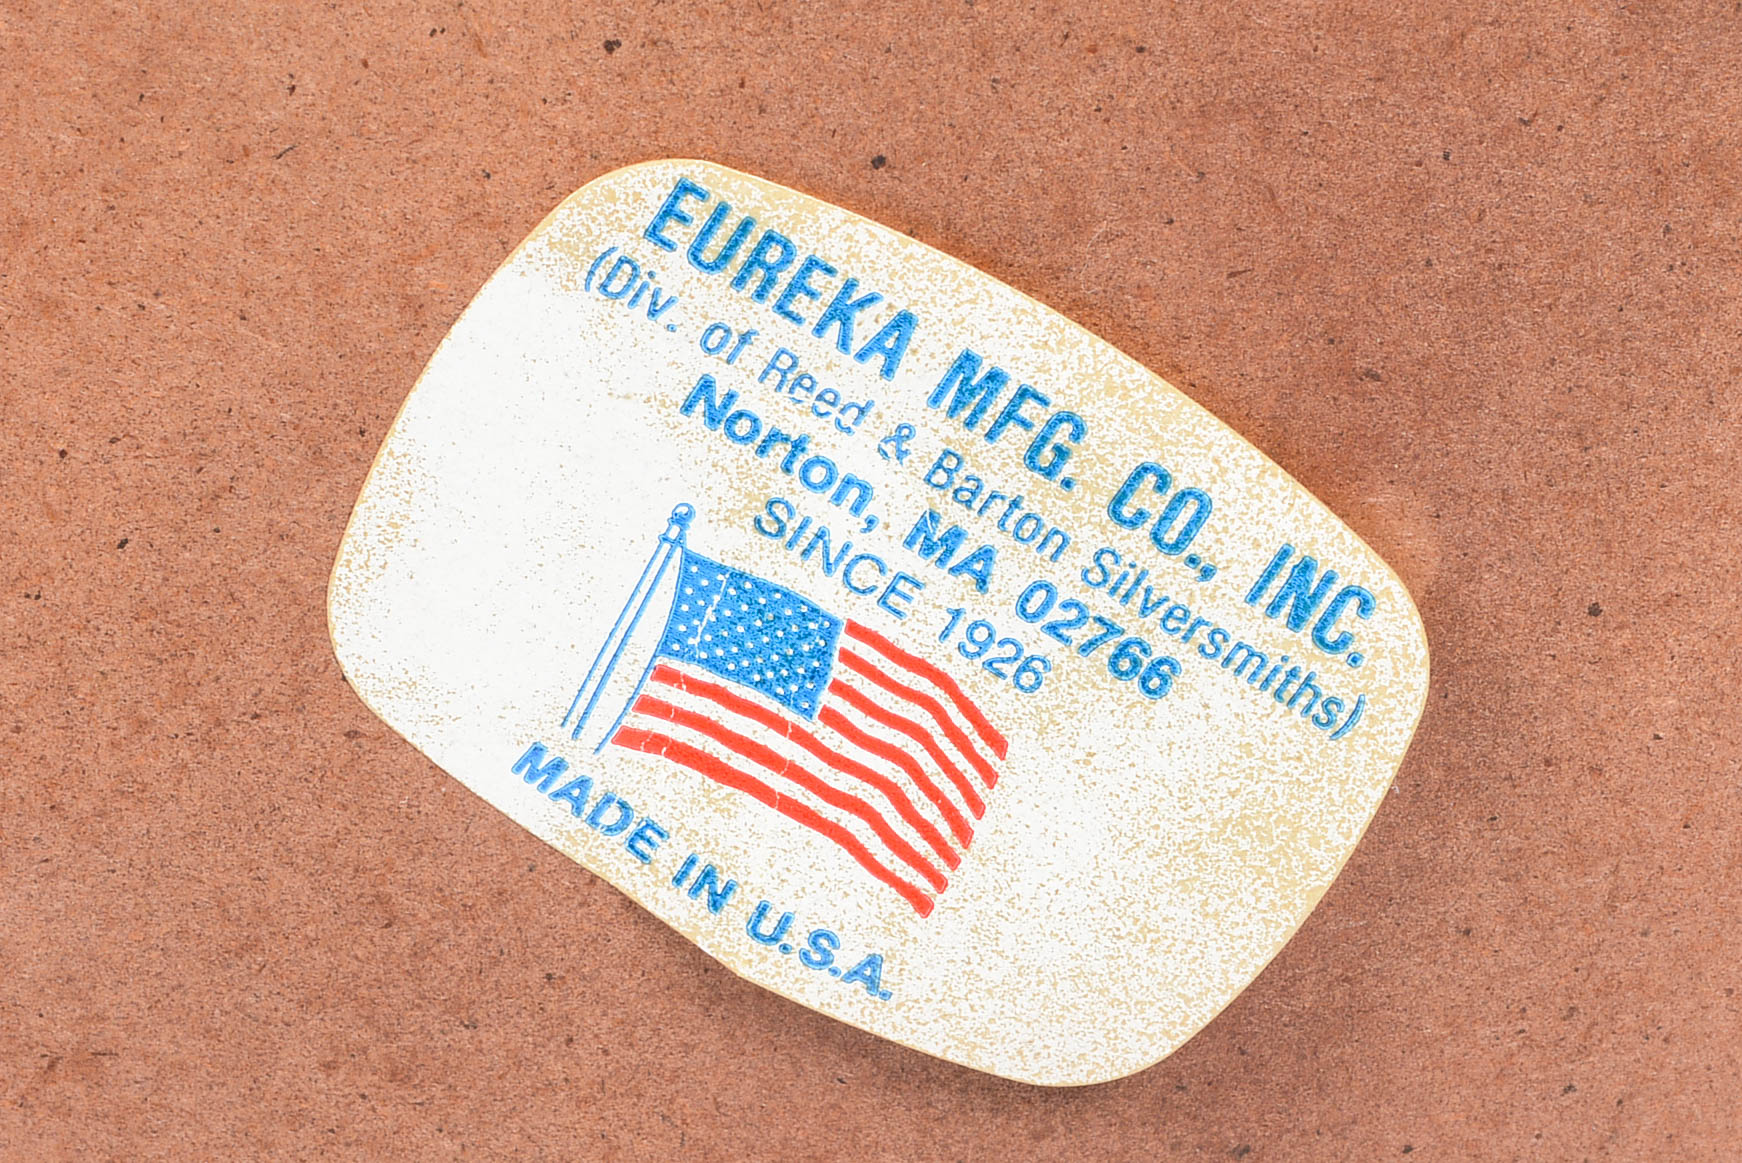 EUREKA MFG. CO., INC.
(Div. of Reed & Barton Silversmiths)
Norton, MA 02766
SINCE 1926
MADE IN U.S.A.